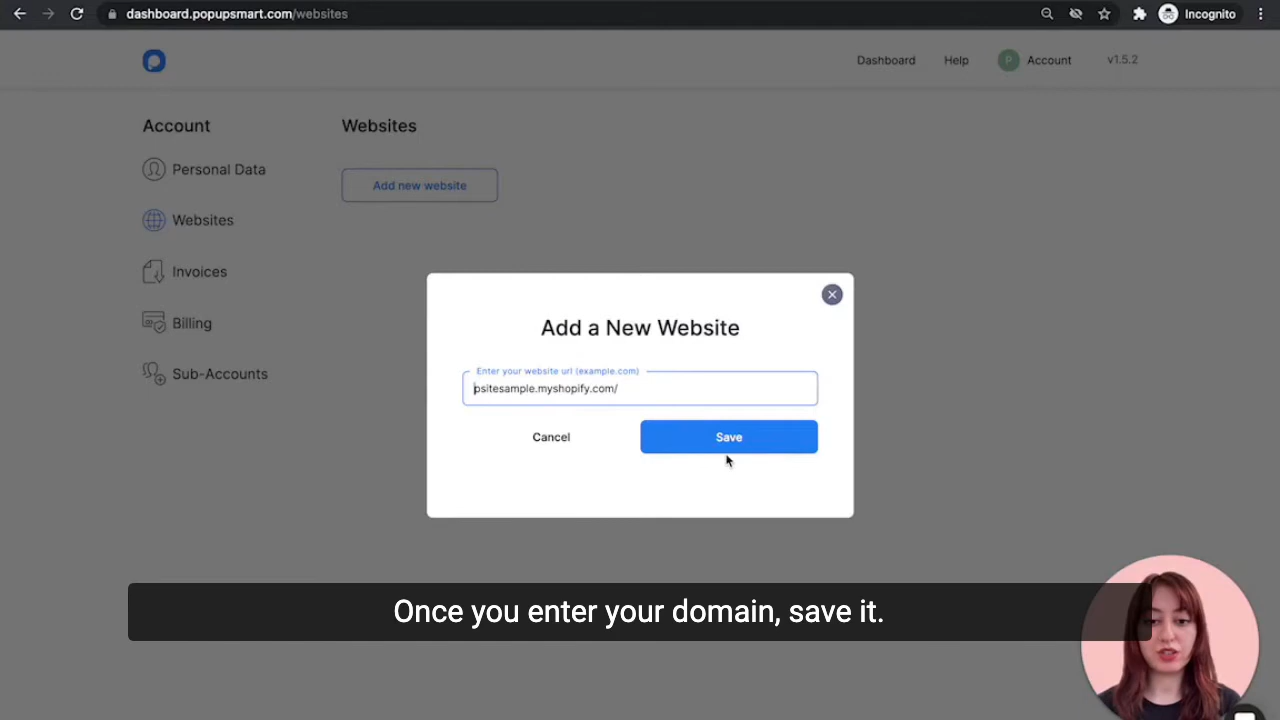 dashboard.popupsmart.com/websites
Incognito
Dashboard
Help
P
Account
v1.5.2
Account
Websites
Personal Data
Add new website
Websites
Invoices
Billing
Sub-Accounts
Add a New Website
Enter your website url (example.com)
psitesample.myshopify.com/
Cancel
Save
Once you enter your domain, save it.